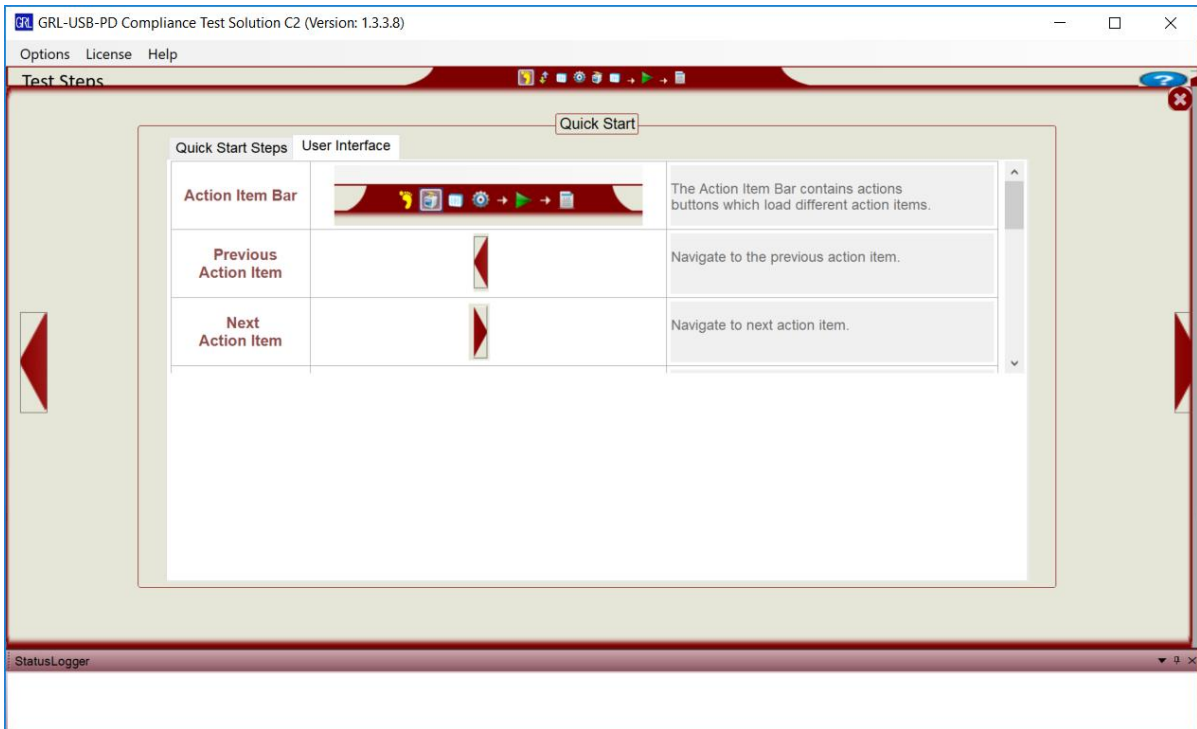 GRL GRL-USB-PD Compliance Test Solution C2 (Version: 1.3.3.8)
Options License Help
Test Steps
Quick Start
Quick Start Steps User Interface
Action Item Bar
The Action Item Bar contains actions
buttons which load different action items.
Previous
Action Item
Navigate to the previous action item.
Next
Action Item
Navigate to next action item.
StatusLogger